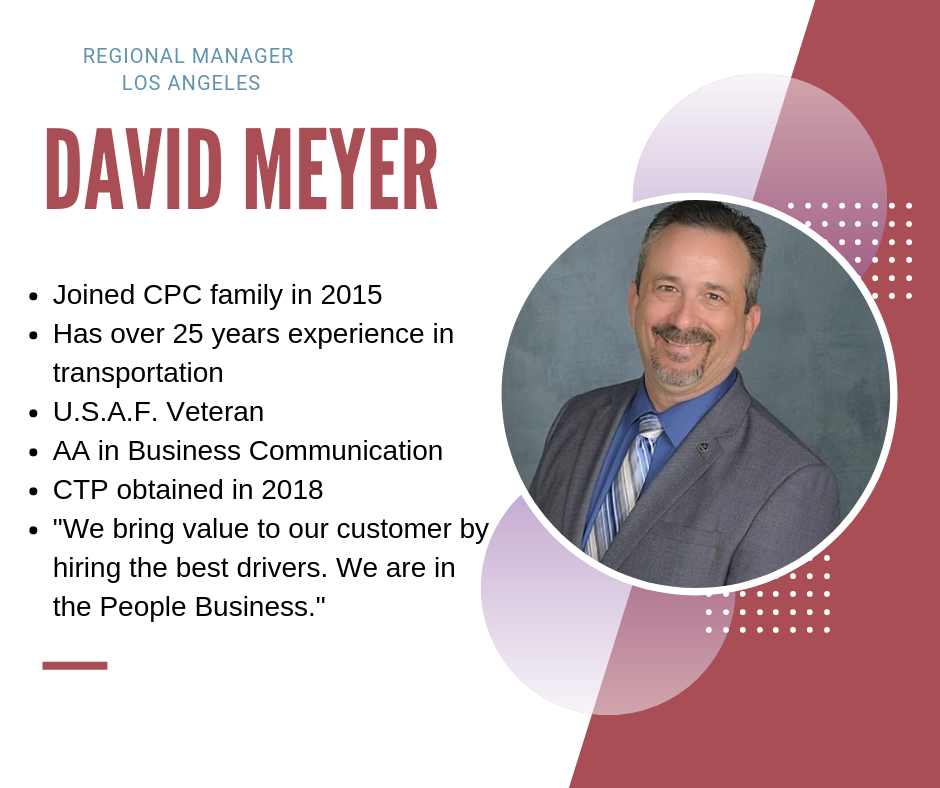 REGIONAL MANAGER
LOS ANGELES
DAVID MEYER
• Joined CPC family in 2015
• Has over 25 years experience in
transportation
• U.S.A.F. Veteran
• AA in Business Communication
• CTP obtained in 2018
• "We bring value to our customer by
hiring the best drivers. We are in
the People Business."